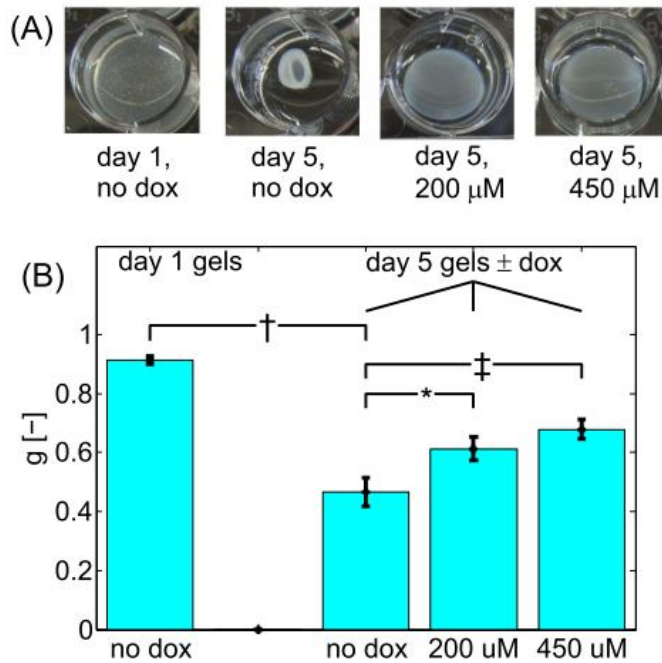 (A)
day 1,
no dox
day 5,
no dox
day 5,
200 μM
day 5,
450 μM
(B)
day 1 gels
day 5 gels ± dox
†
‡
*
g [-]
1
0.8
0.6
0.4
0.2
0
no dox
no dox
200 uM
450 uM